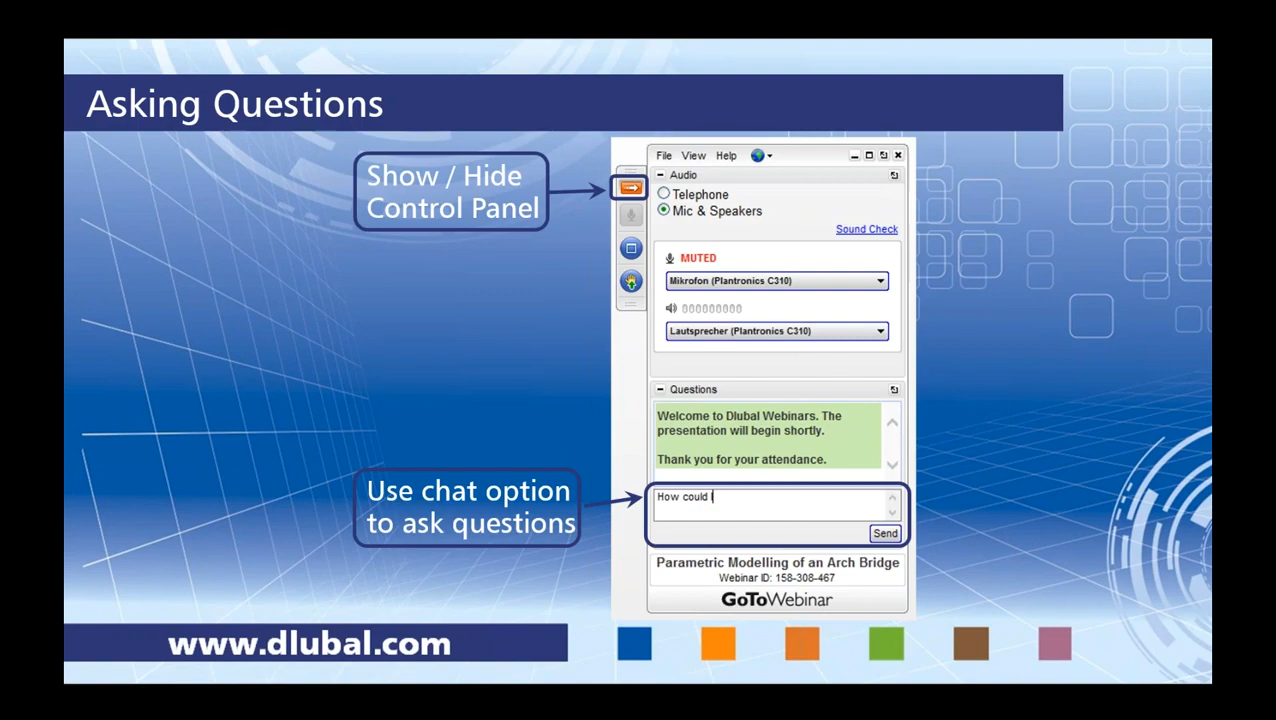 Asking Questions
Show / Hide
Control Panel
File View Help
Audio
Telephone
Mic & Speakers
Sound Check
MUTED
Mikrofon (Plantronics C310)
Lautsprecher (Plantronics C310)
Questions
Welcome to Dlubal Webinars. The
presentation will begin shortly.
Thank you for your attendance.
Use chat option
to ask questions
How could I
Send
Parametric Modelling of an Arch Bridge
Webinar ID: 158-308-467
GoToWebinar
www.dlubal.com